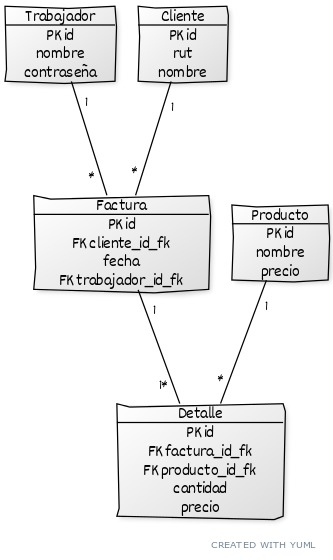 Trabajador
PK id
nombre
contraseña
Cliente
PK id
rut
nombre
1
1
*
*
Factura
PK id
FK cliente_id_fk
fecha
FK trabajador_id_fk
Producto
PK id
nombre
precio
1
1
1*
*
Detalle
PK id
FK factura_id_fk
FK producto_id_fk
cantidad
precio
CREATED WITH YUML